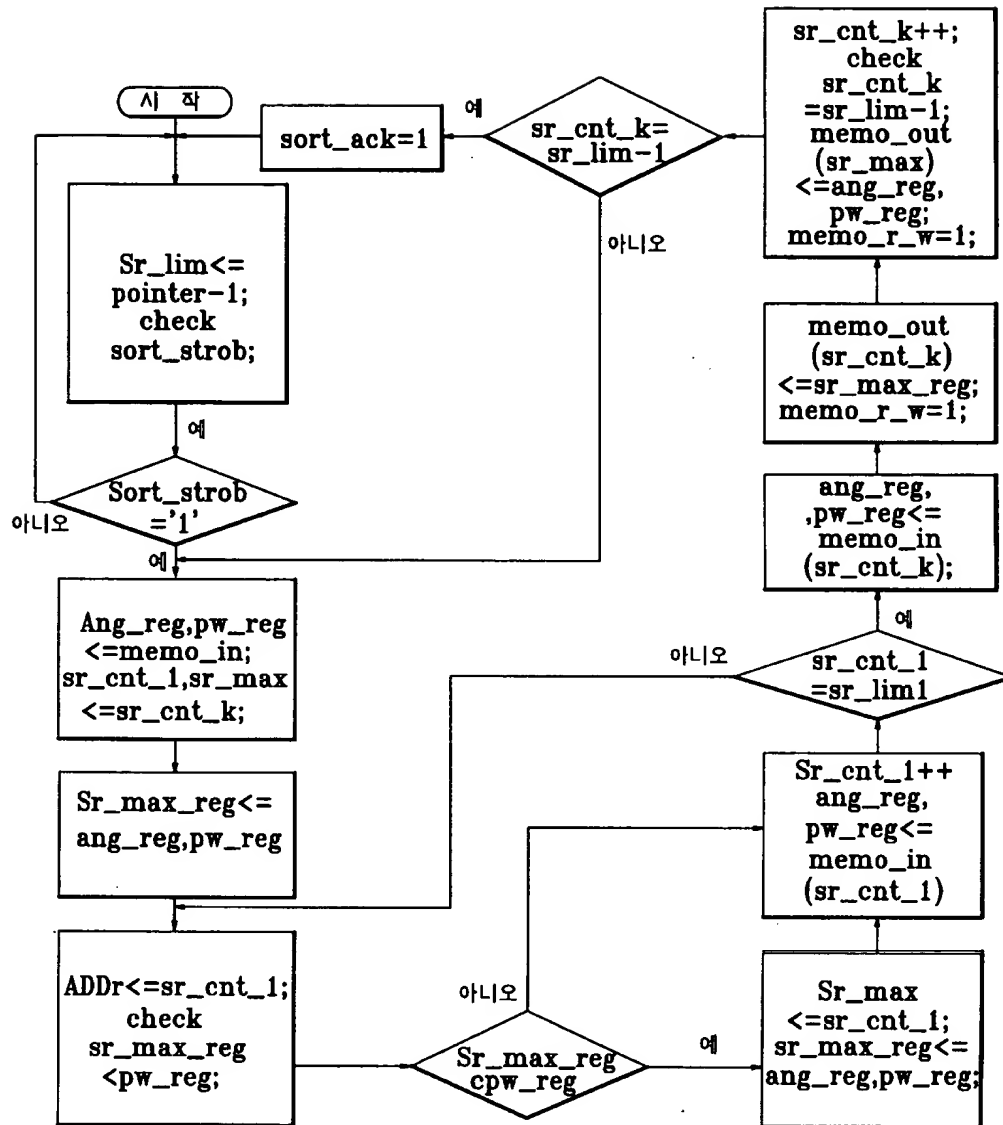 시 작
Sr_lim<=
pointer-1;
check
sort_strob;
예
Sort_strob
='1'
아니오
예
Ang_reg,pw_reg
<=memo_in;
sr_cnt_1,sr_max
<=sr_cnt_k;
Sr_max_reg<=
ang_reg,pw_reg
ADDr<=sr_cnt_1;
check
sr_max_reg
<pw_reg;
Sr_max_reg
cpw_reg
아니오
예
Sr_max
<=sr_cnt_1;
sr_max_reg<=
ang_reg,pw_reg;
Sr_cnt_1++
ang_reg,
pw_reg<=
memo_in
(sr_cnt_1)
sr_cnt_1
=sr_lim1
아니오
예
ang_reg,
,pw_reg<=
memo_in
(sr_cnt_k);
memo_out
(sr_cnt_k)
<=sr_max_reg;
memo_r_w=1;
sr_cnt_k++;
check
sr_cnt_k
=sr_lim-1;
memo_out
(sr_max)
<=ang_reg,
pw_reg;
memo_r_w=1;
sr_cnt_k=
sr_lim-1
예
아니오
sort_ack=1